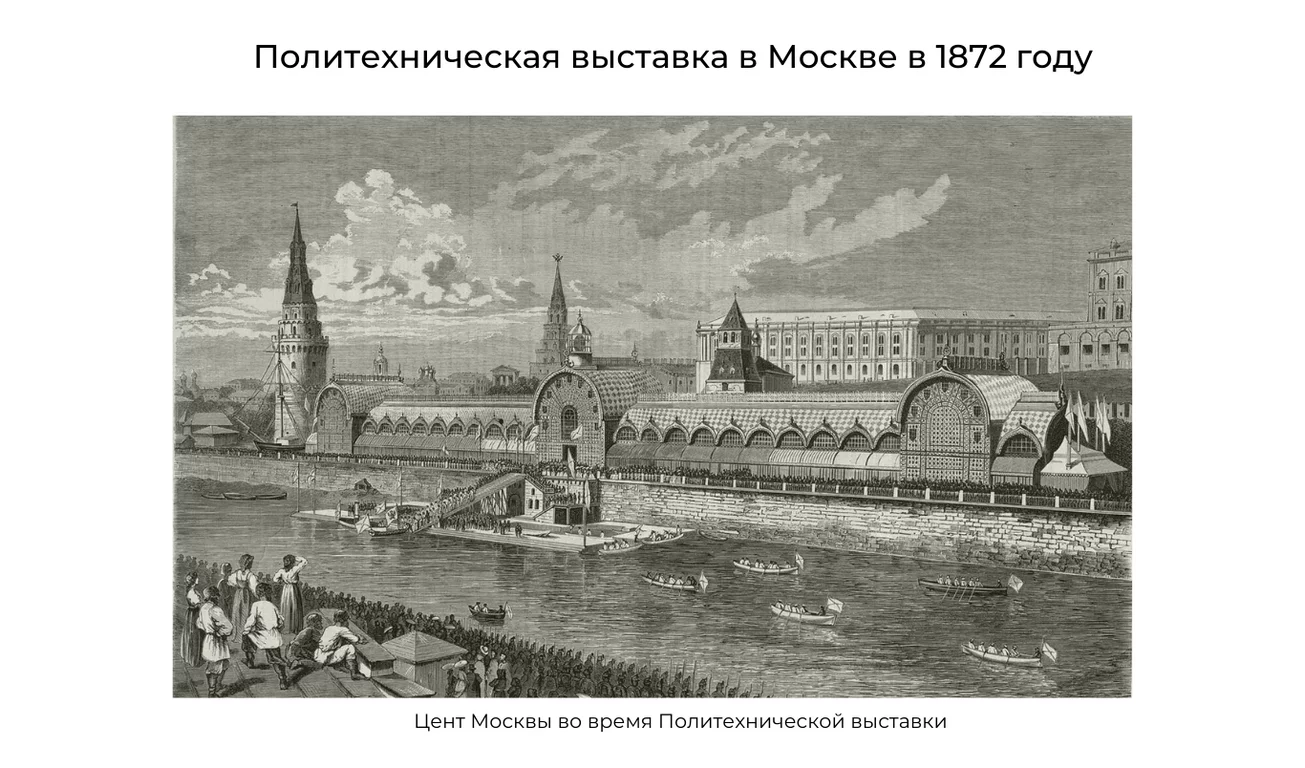 Политехническая выставка в Москве в 1872 году
Цент Москвы во время Политехнической выставки